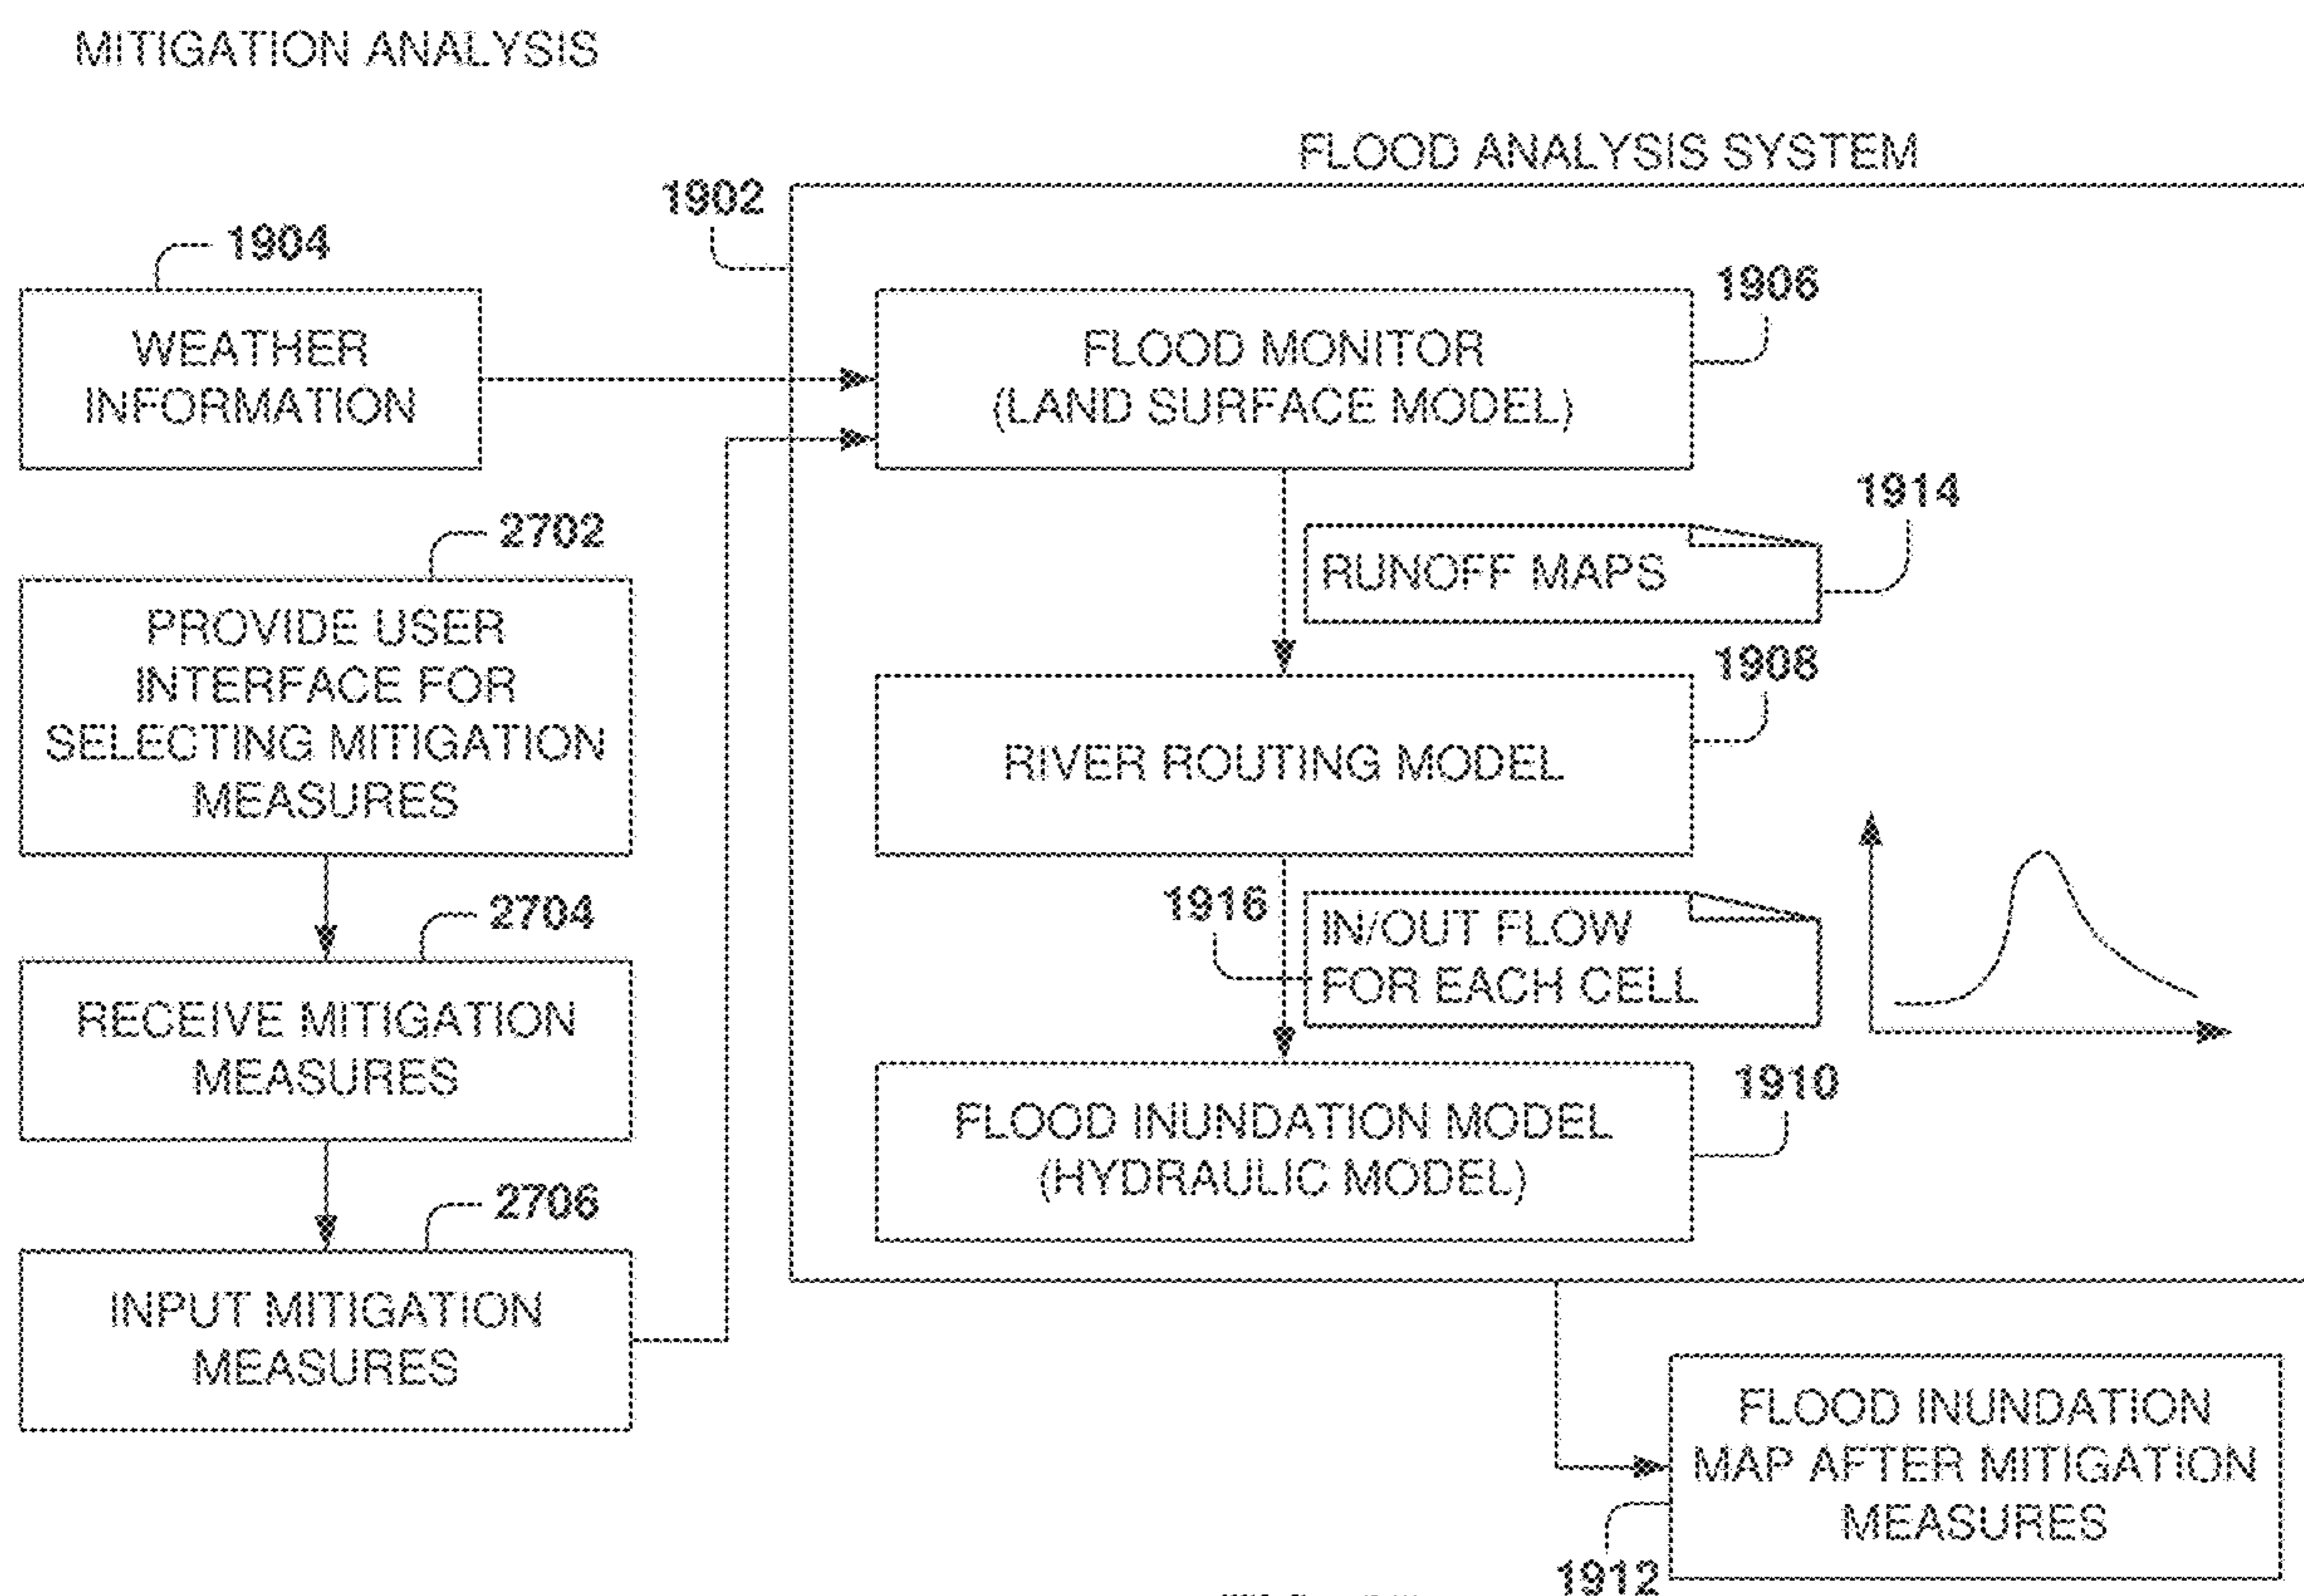 MITIGATION ANALYSIS
FLOOD ANALYSIS SYSTEM
1902
1904
WEATHER
INFORMATION
1906
FLOOD MONITOR
(LAND SURFACE MODEL)
2702
PROVIDE USER
INTERFACE FOR
SELECTING MITIGATION
MEASURES
1914
RUNOFF MAPS
1908
RIVER ROUTING MODEL
2704
RECEIVE MITIGATION
MEASURES
1916
IN/OUT FLOW
FOR EACH CELL
1910
FLOOD INUNDATION MODEL
(HYDRAULIC MODEL)
2706
INPUT MITIGATION
MEASURES
FLOOD INUNDATION
MAP AFTER MITIGATION
MEASURES
1912